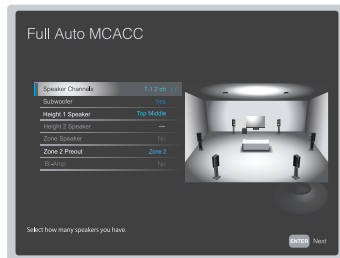 Full Auto MCACC
Speaker Channels 7.1.2 ch
Subwoofer Yes
Height 1 Speaker Top Middle
Height 2 Speaker ---
Zone Speaker No
Zone 2 Preout Zone 2
Bi-Amp No
Select how many speakers you have.
ENTER Next